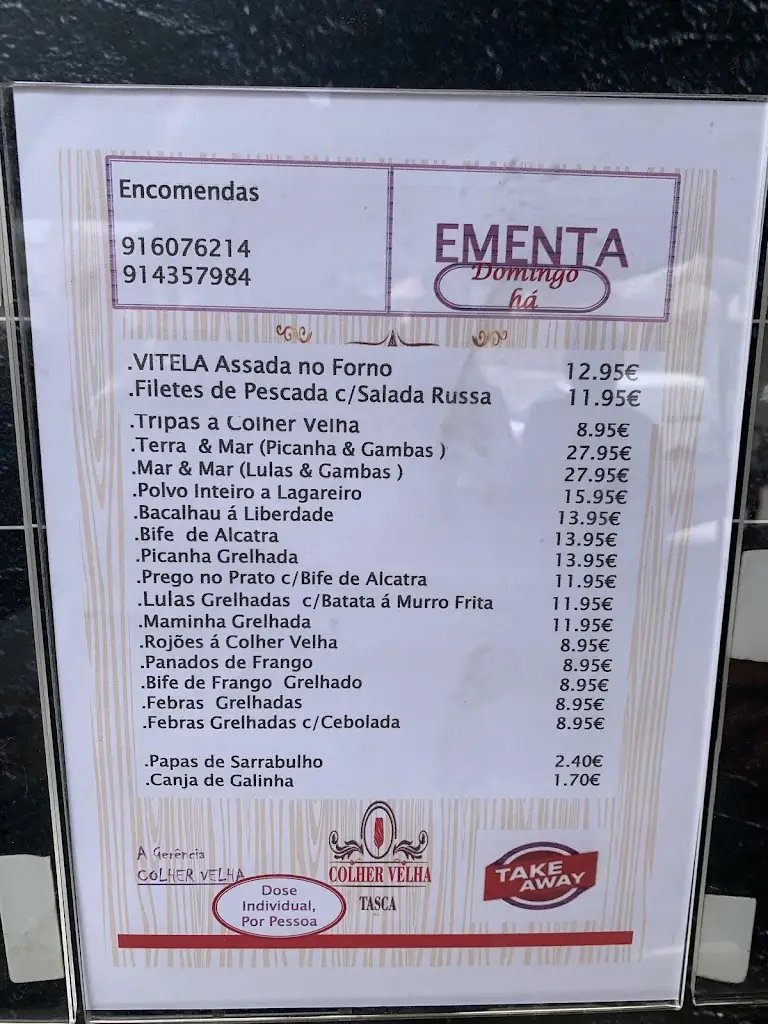 Encomendas
916076214
914357984
EMENTA
Domingo
há
.VITELA Assada no Forno 12.95€
.Filetes de Pescada c/Salada Russa 11.95€
.Tripas a Colher Velha 8.95€
.Terra & Mar (Picanha & Gambas ) 27.95€
.Mar & Mar (Lulas & Gambas ) 27.95€
.Polvo Inteiro a Lagareiro 15.95€
.Bacalhau á Liberdade 13.95€
.Bife de Alcatra 13.95€
.Picanha Grelhada 13.95€
.Prego no Prato c/Bife de Alcatra 11.95€
.Lulas Grelhadas c/Batata á Murro Frita 11.95€
.Maminha Grelhada 11.95€
.Rojões á Colher Velha 8.95€
.Panados de Frango 8.95€
.Bife de Frango Grelhado 8.95€
.Febras Grelhadas 8.95€
.Febras Grelhadas c/Cebolada 8.95€
.Papas de Sarrabulho 2.40€
.Canja de Galinha 1.70€
A Gerência
COLHER VELHA
Dose
Individual,
Por Pessoa
COLHER VELHA
TASCA
TAKE
AWAY